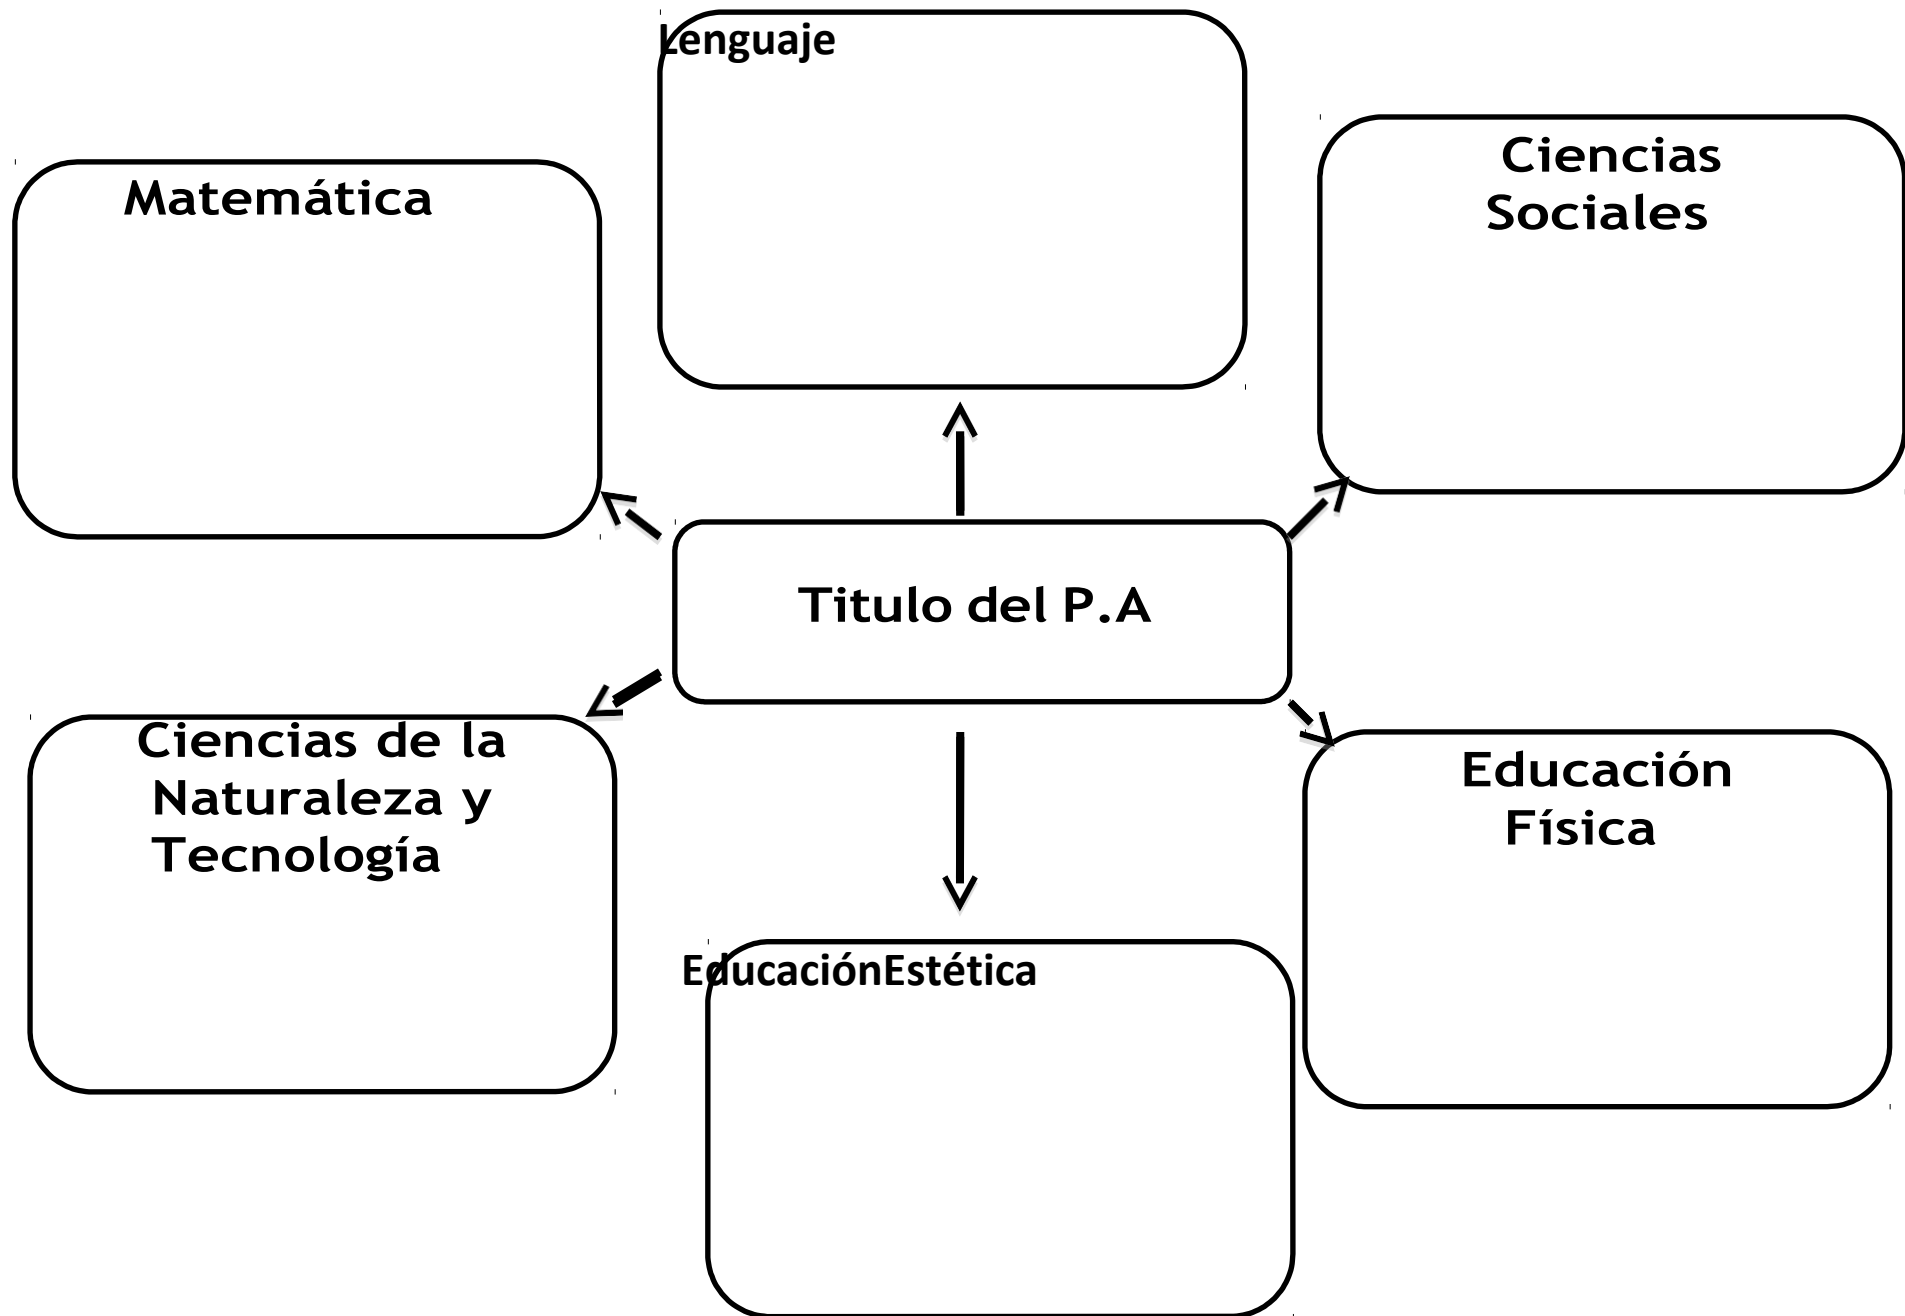 Lenguaje
Matemática
Ciencias
Sociales
Titulo del P.A
Ciencias de la
Naturaleza y
Tecnología
Educación
Física
EducaciónEstética